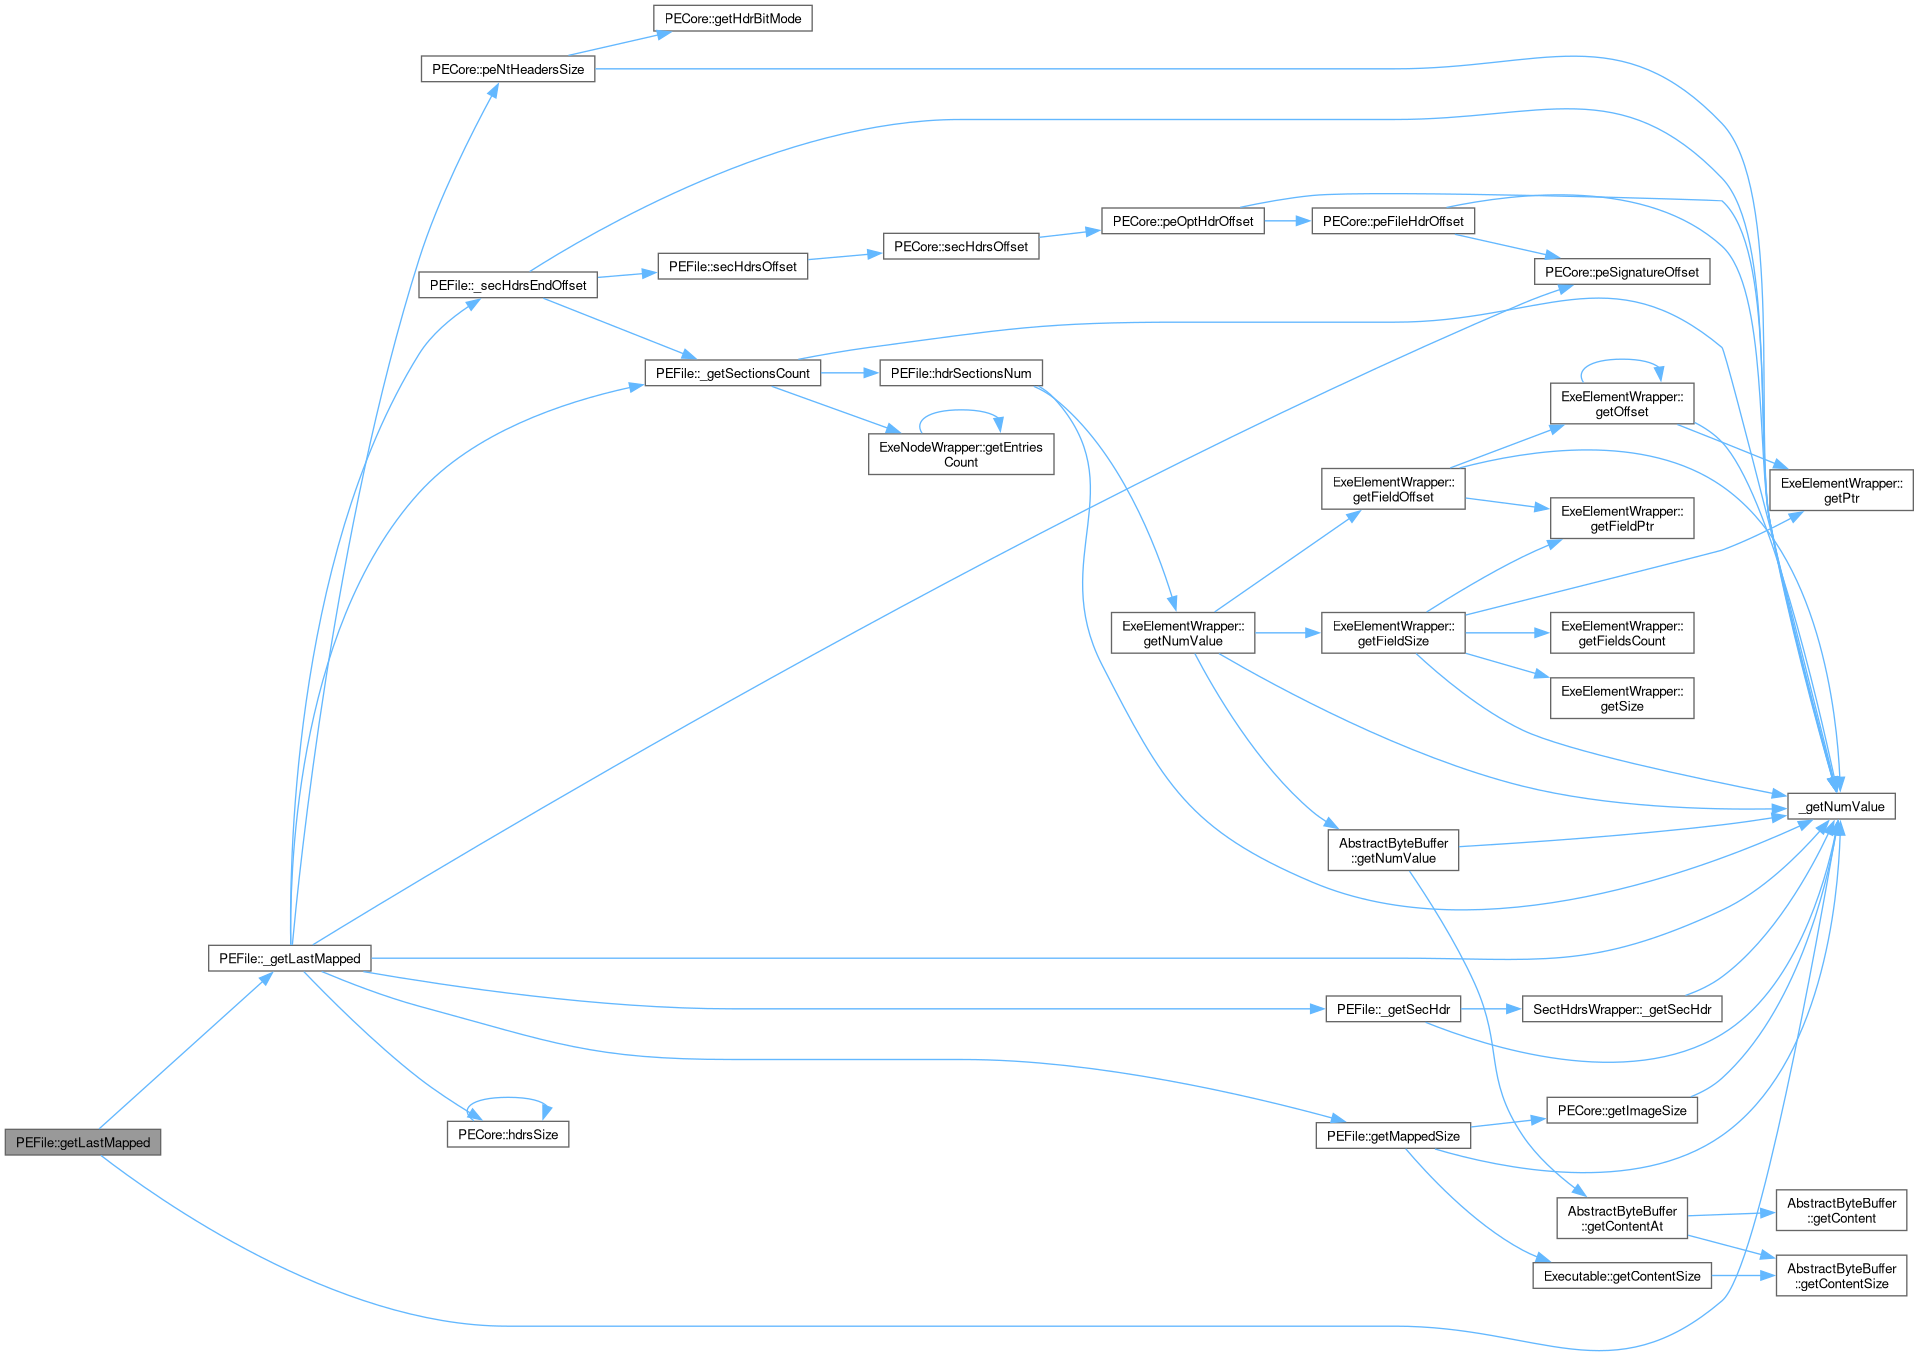 PECore::getHdrBitMode
PECore::peNtHeadersSize
PECore::peOptHdrOffset
PECore::peFileHdrOffset
PECore::secHdrsOffset
PEFile::secHdrsOffset
PECore::peSignatureOffset
PEFile::_secHdrsEndOffset
PEFile::_getSectionsCount
PEFile::hdrSectionsNum
ExeElementWrapper::
getOffset
ExeNodeWrapper::getEntries
Count
ExeElementWrapper::
getFieldOffset
ExeElementWrapper::
getPtr
ExeElementWrapper::
getFieldPtr
ExeElementWrapper::
getNumValue
ExeElementWrapper::
getFieldSize
ExeElementWrapper::
getFieldsCount
ExeElementWrapper::
getSize
_getNumValue
AbstractByteBuffer
::getNumValue
PEFile::_getLastMapped
PEFile::_getSecHdr
SectHdrsWrapper::_getSecHdr
PECore::getImageSize
PEFile::getLastMapped
PECore::hdrsSize
PEFile::getMappedSize
AbstractByteBuffer
::getContentAt
AbstractByteBuffer
::getContent
Executable::getContentSize
AbstractByteBuffer
::getContentSize